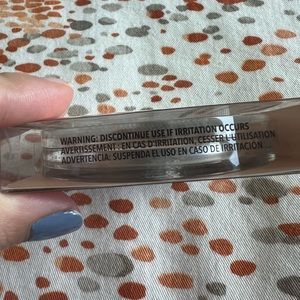 WARNING: DISCONTINUE USE IF IRRITATION OCCURS
AVERTISSEMENT : EN CAS D'IRRITATION, CESSER L'UTILISATION
ADVERTENCIA: SUSPENDA EL USO EN CASO DE IRRITACIÓN